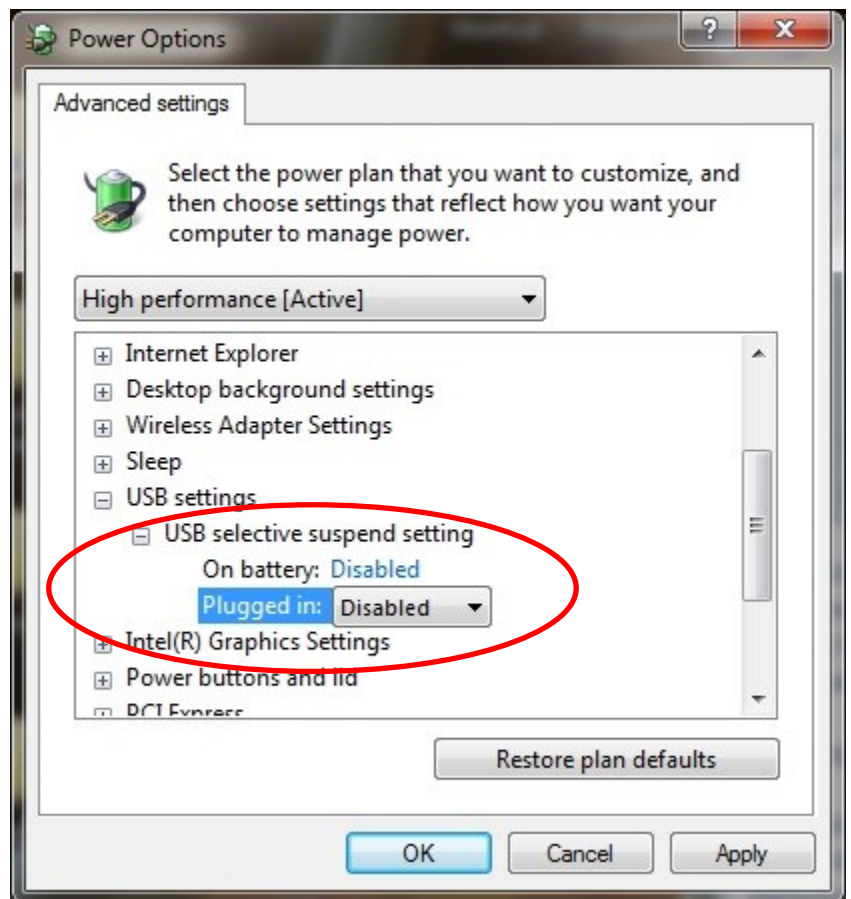 Power Options
?
Advanced settings
Select the power plan that you want to customize, and
then choose settings that reflect how you want your
computer to manage power.
High performance [Active]
Internet Explorer
Desktop background settings
Wireless Adapter Settings
Sleep
USB settings
USB selective suspend setting
On battery: Disabled
Plugged in: Disabled
Intel(R) Graphics Settings
Power buttons and lid
PCI Express
Restore plan defaults
OK Cancel Apply